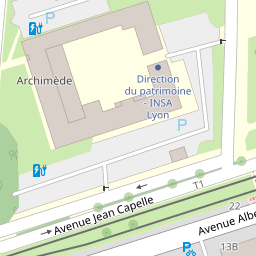 P
Archimède
Direction
du patrimoine
- INSA
Lyon
P
T1
Avenue Jean Capelle
22
Avenue Albe
13B
P